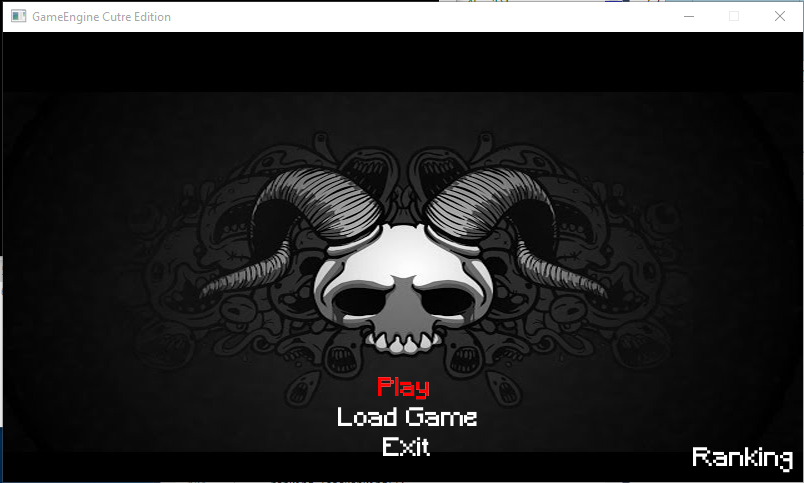 GameEngine Cutre Edition
Play
Load Game
Exit
Ranking